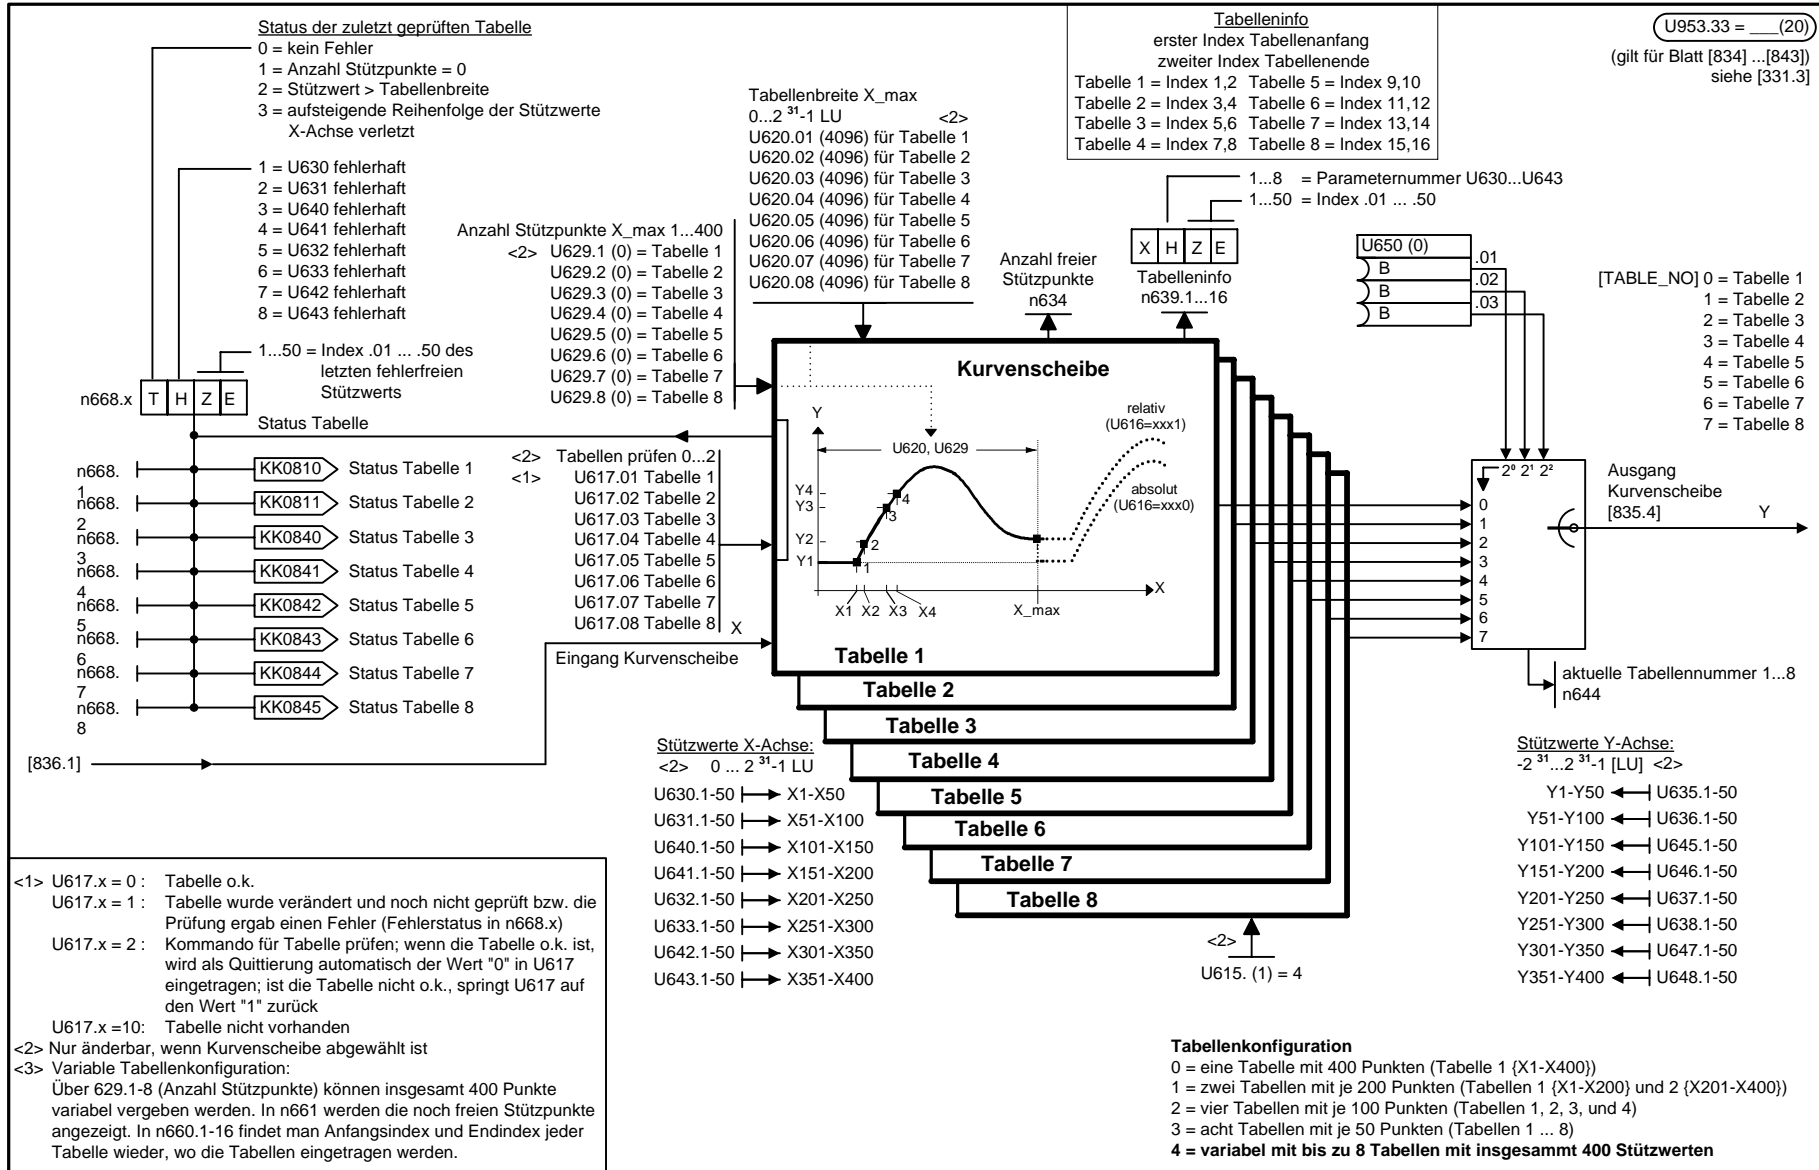 Status der zuletzt geprüften Tabelle
0 = kein Fehler
1 = Anzahl Stützpunkte = 0
2 = Stützwert > Tabellenbreite
3 = aufsteigende Reihenfolge der Stützwerte
X-Achse verletzt
1 = U630 fehlerhaft
2 = U631 fehlerhaft
3 = U640 fehlerhaft
4 = U641 fehlerhaft
5 = U632 fehlerhaft
6 = U633 fehlerhaft
7 = U642 fehlerhaft
8 = U643 fehlerhaft
1...50 = Index .01 ... .50 des
letzten fehlerfreien
Stützwerts
n668.x T H Z E
Status Tabelle
n668.1 KK0810 Status Tabelle 1
n668.2 KK0811 Status Tabelle 2
n668.3 KK0840 Status Tabelle 3
n668.4 KK0841 Status Tabelle 4
n668.5 KK0842 Status Tabelle 5
n668.6 KK0843 Status Tabelle 6
n668.7 KK0844 Status Tabelle 7
n668.8 KK0845 Status Tabelle 8
[836.1]
Tabellenbreite X_max
0...2 31-1 LU <2>
U620.01 (4096) für Tabelle 1
U620.02 (4096) für Tabelle 2
U620.03 (4096) für Tabelle 3
U620.04 (4096) für Tabelle 4
U620.05 (4096) für Tabelle 5
U620.06 (4096) für Tabelle 6
U620.07 (4096) für Tabelle 7
U620.08 (4096) für Tabelle 8
Anzahl Stützpunkte X_max 1...400
<2> U629.1 (0) = Tabelle 1
U629.2 (0) = Tabelle 2
U629.3 (0) = Tabelle 3
U629.4 (0) = Tabelle 4
U629.5 (0) = Tabelle 5
U629.6 (0) = Tabelle 6
U629.7 (0) = Tabelle 7
U629.8 (0) = Tabelle 8
<2> Tabellen prüfen 0...2
<1> U617.01 Tabelle 1
U617.02 Tabelle 2
U617.03 Tabelle 3
U617.04 Tabelle 4
U617.05 Tabelle 5
U617.06 Tabelle 6
U617.07 Tabelle 7
U617.08 Tabelle 8
X
Eingang Kurvenscheibe
Tabelleninfo
erster Index Tabellenanfang
zweiter Index Tabellenende
Tabelle 1 = Index 1,2 Tabelle 5 = Index 9,10
Tabelle 2 = Index 3,4 Tabelle 6 = Index 11,12
Tabelle 3 = Index 5,6 Tabelle 7 = Index 13,14
Tabelle 4 = Index 7,8 Tabelle 8 = Index 15,16
1...8 = Parameternummer U630...U643
1...50 = Index .01 ... .50
X H Z E
Tabelleninfo
n639.1...16
Anzahl freier
Stützpunkte
n634
U953.33 = ___(20)
(gilt für Blatt [834] ...[843])
siehe [331.3]
U650 (0)
B .01
B .02
B .03
[TABLE_NO] 0 = Tabelle 1
1 = Tabelle 2
2 = Tabelle 3
3 = Tabelle 4
4 = Tabelle 5
5 = Tabelle 6
6 = Tabelle 7
7 = Tabelle 8
Kurvenscheibe
Y
U620, U629
relativ
(U616=xxx1)
absolut
(U616=xxx0)
Y4
Y3
Y2
Y1
1
2
3
4
X1 X2 X3 X4 X_max
X
Tabelle 1
Tabelle 2
Tabelle 3
Tabelle 4
Tabelle 5
Tabelle 6
Tabelle 7
Tabelle 8
<2>
U615. (1) = 4
2⁰ 2¹ 2²
0
1
2
3
4
5
6
7
Ausgang
Kurvenscheibe
[835.4]
Y
aktuelle Tabellennummer 1...8
n644
Stützwerte X-Achse:
<2> 0 ... 2 31-1 LU
U630.1-50 X1-X50
U631.1-50 X51-X100
U640.1-50 X101-X150
U641.1-50 X151-X200
U632.1-50 X201-X250
U633.1-50 X251-X300
U642.1-50 X301-X350
U643.1-50 X351-X400
Stützwerte Y-Achse:
-2 31...2 31-1 [LU] <2>
Y1-Y50 U635.1-50
Y51-Y100 U636.1-50
Y101-Y150 U645.1-50
Y151-Y200 U646.1-50
Y201-Y250 U637.1-50
Y251-Y300 U638.1-50
Y301-Y350 U647.1-50
Y351-Y400 U648.1-50
<1> U617.x = 0 : Tabelle o.k.
U617.x = 1 : Tabelle wurde verändert und noch nicht geprüft bzw. die
Prüfung ergab einen Fehler (Fehlerstatus in n668.x)
U617.x = 2 : Kommando für Tabelle prüfen; wenn die Tabelle o.k. ist,
wird als Quittierung automatisch der Wert "0" in U617
eingetragen; ist die Tabelle nicht o.k., springt U617 auf
den Wert "1" zurück
U617.x =10: Tabelle nicht vorhanden
<2> Nur änderbar, wenn Kurvenscheibe abgewählt ist
<3> Variable Tabellenkonfiguration:
Über 629.1-8 (Anzahl Stützpunkte) können insgesamt 400 Punkte
variabel vergeben werden. In n661 werden die noch freien Stützpunkte
angezeigt. In n660.1-16 findet man Anfangsindex und Endindex jeder
Tabelle wieder, wo die Tabellen eingetragen werden.
Tabellenkonfiguration
0 = eine Tabelle mit 400 Punkten (Tabelle 1 {X1-X400})
1 = zwei Tabellen mit je 200 Punkten (Tabellen 1 {X1-X200} und 2 {X201-X400})
2 = vier Tabellen mit je 100 Punkten (Tabellen 1, 2, 3, und 4)
3 = acht Tabellen mit je 50 Punkten (Tabellen 1 ... 8)
4 = variabel mit bis zu 8 Tabellen mit insgesammt 400 Stützwerten